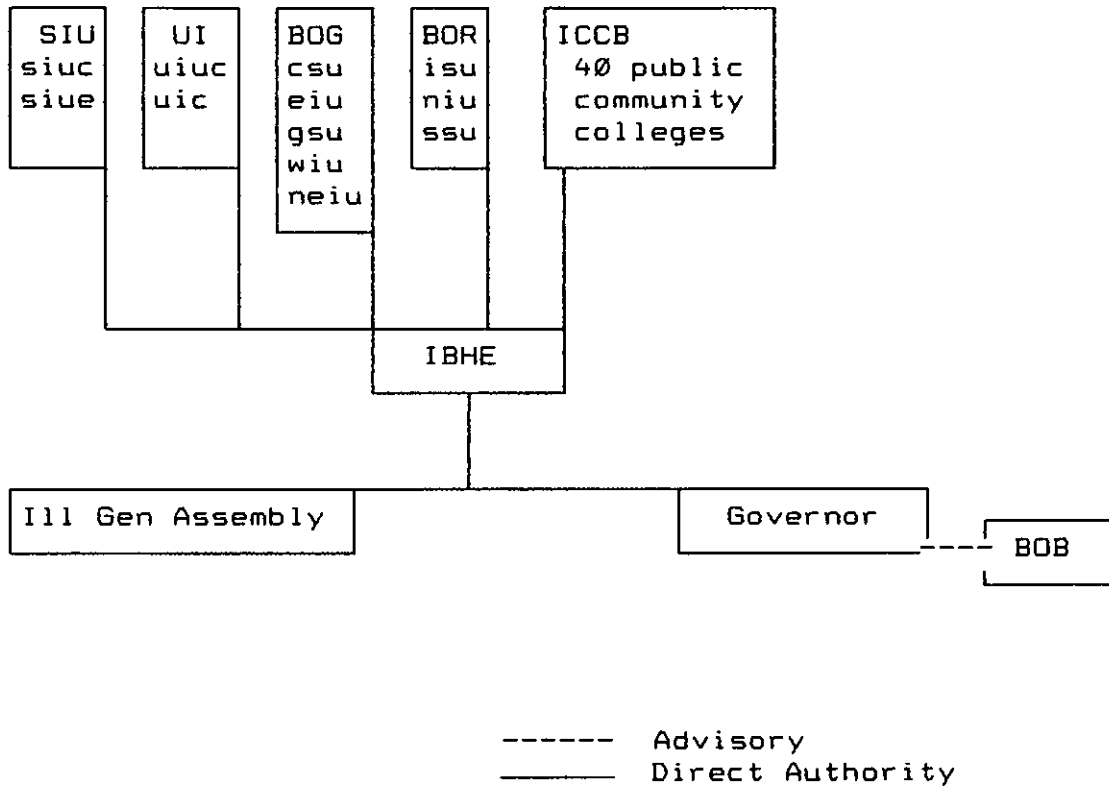 SIU
siuc
siue
UI
uiuc
uic
BOG
csu
eiu
gsu
wiu
neiu
BOR
isu
niu
ssu
ICCB
40 public
community
colleges
IBHE
Ill Gen Assembly
Governor
BOB
Advisory
Direct Authority